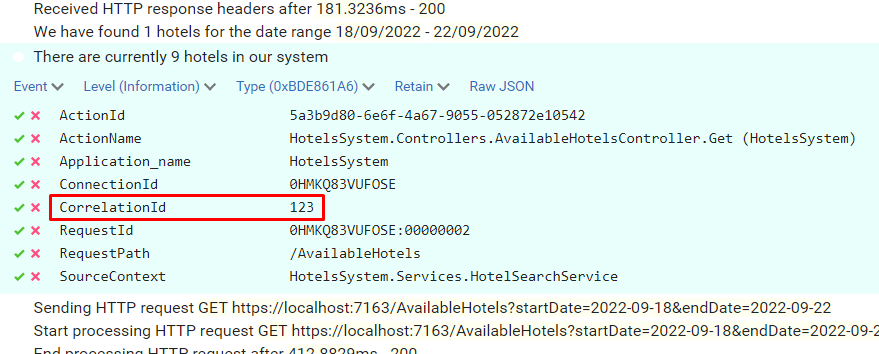 Received HTTP response headers after 181.3236ms - 200
We have found 1 hotels for the date range 18/09/2022 - 22/09/2022
There are currently 9 hotels in our system
Event Level (Information) Type (0xBDE861A6) Retain Raw JSON
ActionId 5a3b9d80-6e6f-4a67-9055-052872e10542
ActionName HotelsSystem.Controllers.AvailableHotelsController.Get (HotelsSystem)
Application_name HotelsSystem
ConnectionId 0HMKQ83VUFOSE
CorrelationId 123
RequestId 0HMKQ83VUFOSE:00000002
RequestPath /AvailableHotels
SourceContext HotelsSystem.Services.HotelSearchService
Sending HTTP request GET https://localhost:7163/AvailableHotels?startDate=2022-09-18&endDate=2022-09-22
Start processing HTTP request GET https://localhost:7163/AvailableHotels?startDate=2022-09-18&endDate=2022-09-2
End processing HTTP request after 412.8829ms - 200